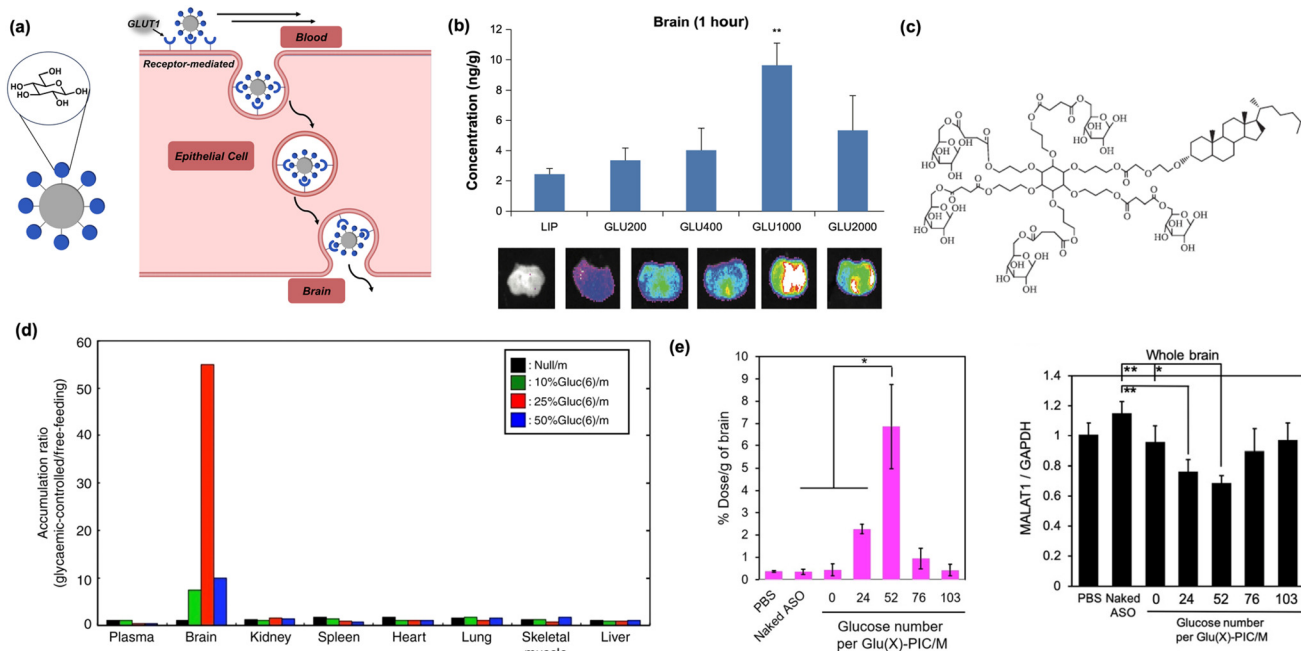 (a)
GLUT1
Blood
Receptor-mediated
OH
HO
HO
OH
OH
Epithelial Cell
Brain
(b)
Brain (1 hour)
Concentration (ng/g)
12
10
8
6
4
2
0
**
LIP
GLU200
GLU400
GLU1000
GLU2000
(c)
(d)
Accumulation ratio
(glycaemic-controlled/free-feeding)
60
50
40
30
20
10
0
: Null/m
: 10%Gluc(6)/m
: 25%Gluc(6)/m
: 50%Gluc(6)/m
Plasma
Brain
Kidney
Spleen
Heart
Lung
Skeletal
Liver
(e)
% Dose/g of brain
10
9
8
7
6
5
4
3
2
1
0
*
PBS
Naked ASO
0
24
52
76
103
Glucose number
per Glu(X)-PIC/M
Whole brain
MALAT1 / GAPDH
1.4
1.2
1
0.8
0.6
0.4
0.2
0
**
*
**
PBS
Naked ASO
0
24
52
76
103
Glucose number
per Glu(X)-PIC/M